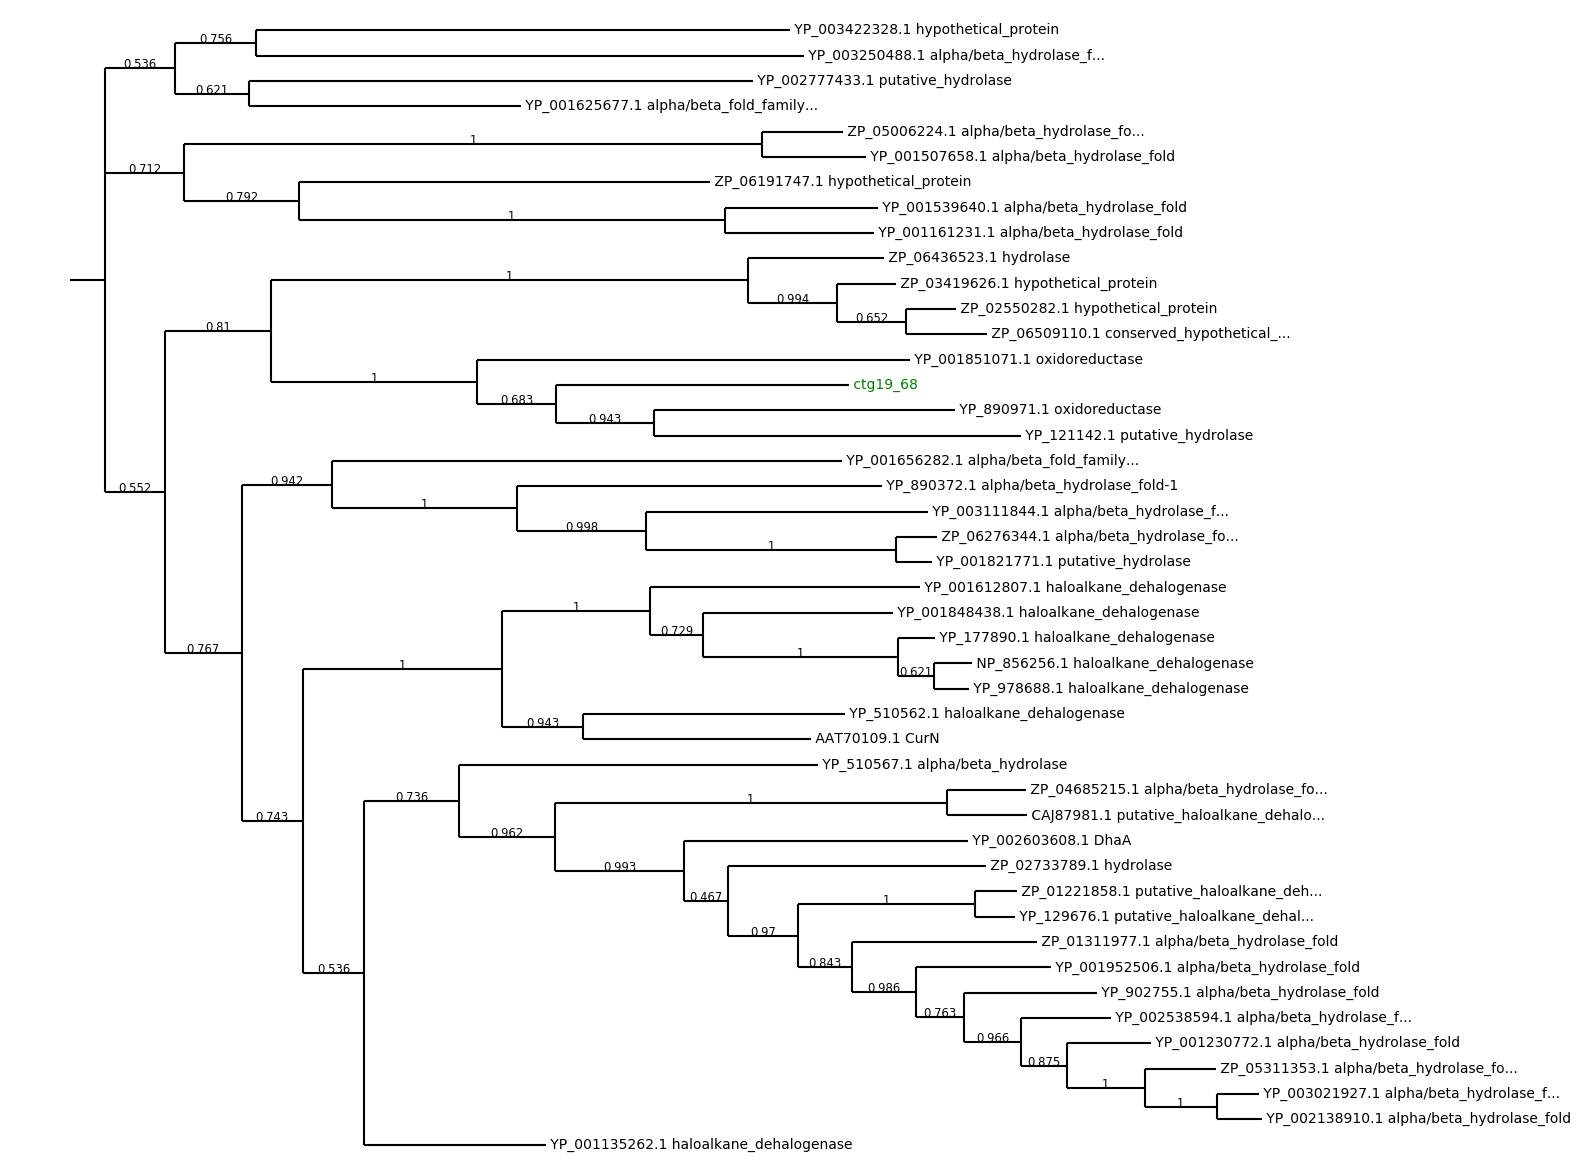 YP_003422328.1 hypothetical_protein
0.756
YP_003250488.1 alpha/beta_hydrolase_f...
0.536
YP_002777433.1 putative_hydrolase
0.621
YP_001625677.1 alpha/beta_fold_family...
ZP_05006224.1 alpha/beta_hydrolase_fo...
1
YP_001507658.1 alpha/beta_hydrolase_fold
0.712
ZP_06191747.1 hypothetical_protein
0.792
YP_001539640.1 alpha/beta_hydrolase_fold
1
YP_001161231.1 alpha/beta_hydrolase_fold
ZP_06436523.1 hydrolase
1
ZP_03419626.1 hypothetical_protein
0.994
ZP_02550282.1 hypothetical_protein
0.652
0.81
ZP_06509110.1 conserved_hypothetical_...
YP_001851071.1 oxidoreductase
1
ctg19_68
0.683
YP_890971.1 oxidoreductase
0.943
YP_121142.1 putative_hydrolase
YP_001656282.1 alpha/beta_fold_family...
0.942
0.552
YP_890372.1 alpha/beta_hydrolase_fold-1
1
YP_003111844.1 alpha/beta_hydrolase_f...
0.998
ZP_06276344.1 alpha/beta_hydrolase_fo...
1
YP_001821771.1 putative_hydrolase
YP_001612807.1 haloalkane_dehalogenase
1
YP_001848438.1 haloalkane_dehalogenase
0.729
YP_177890.1 haloalkane_dehalogenase
0.767
1
NP_856256.1 haloalkane_dehalogenase
1
0.621
YP_978688.1 haloalkane_dehalogenase
YP_510562.1 haloalkane_dehalogenase
0.943
AAT70109.1 CurN
YP_510567.1 alpha/beta_hydrolase
0.736
ZP_04685215.1 alpha/beta_hydrolase_fo...
1
CAJ87981.1 putative_haloalkane_dehalo...
0.743
0.962
YP_002603608.1 DhaA
0.993
ZP_02733789.1 hydrolase
0.467
ZP_01221858.1 putative_haloalkane_deh...
1
YP_129676.1 putative_haloalkane_dehal...
0.97
ZP_01311977.1 alpha/beta_hydrolase_fold
0.843
0.536
YP_001952506.1 alpha/beta_hydrolase_fold
0.986
YP_902755.1 alpha/beta_hydrolase_fold
0.763
YP_002538594.1 alpha/beta_hydrolase_f...
0.966
YP_001230772.1 alpha/beta_hydrolase_fold
0.875
ZP_05311353.1 alpha/beta_hydrolase_fo...
1
YP_003021927.1 alpha/beta_hydrolase_f...
1
YP_002138910.1 alpha/beta_hydrolase_fold
YP_001135262.1 haloalkane_dehalogenase